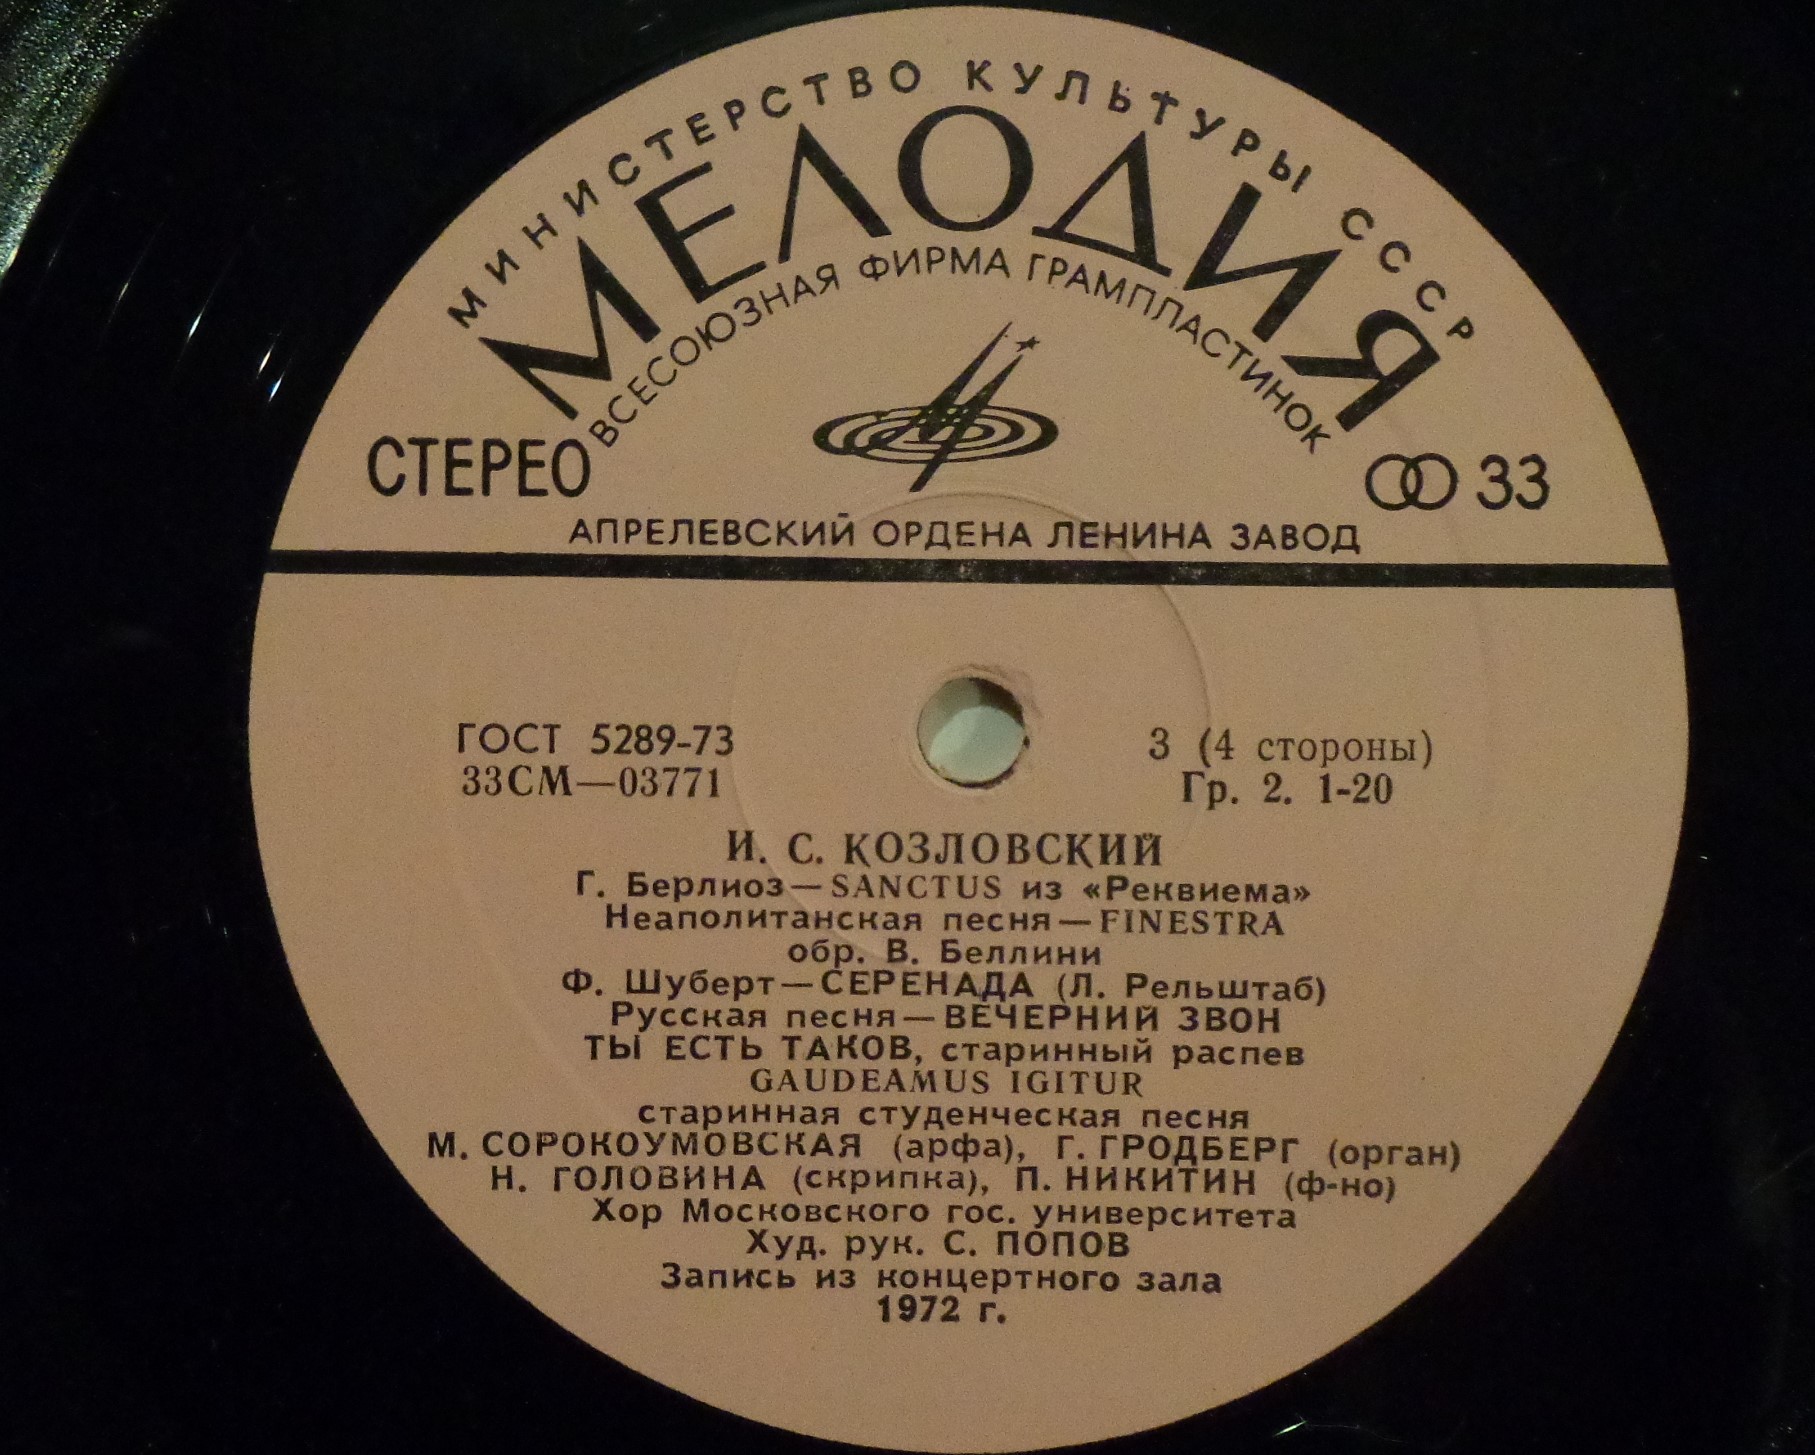 МИНИСТЕРСТВО КУЛЬТУРЫ СССР
МЕЛОДИЯ
ВСЕСОЮЗНАЯ ФИРМА ГРАМПЛАСТИНОК
СТЕРЕО
33
АПРЕЛЕВСКИЙ ОРДЕНА ЛЕНИНА ЗАВОД
ГОСТ 5289-73
33СМ—03771
3 (4 стороны)
Гр. 2. 1-20
И. С. КОЗЛОВСКИЙ
Г. Берлиоз—SANCTUS из «Реквиема»
Неаполитанская песня—FINESTRA
обр. В. Беллини
Ф. Шуберт—СЕРЕНАДА (Л. Рельштаб)
Русская песня—ВЕЧЕРНИЙ ЗВОН
ТЫ ЕСТЬ ТАКОВ, старинный распев
GAUDEAMUS IGITUR
старинная студенческая песня
М. СОРОКОУМОВСКАЯ (арфа), Г. ГРОДБЕРГ (орган)
Н. ГОЛОВИНА (скрипка), П. НИКИТИН (ф-но)
Хор Московского гос. университета
Худ. рук. С. ПОПОВ
Запись из концертного зала
1972 г.